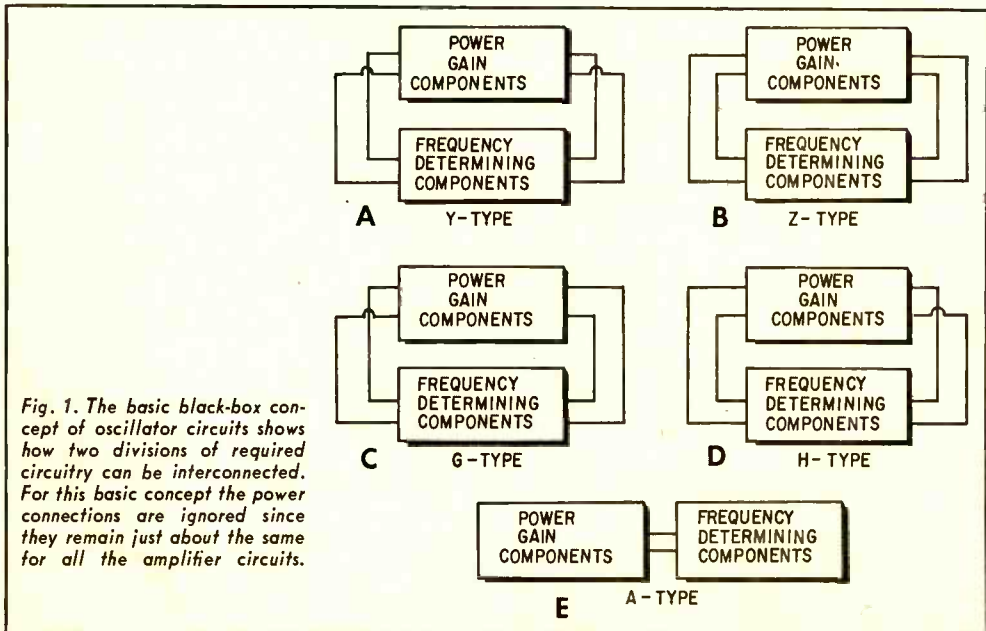 POWER
GAIN
COMPONENTS
FREQUENCY
DETERMINING
COMPONENTS
A
Y-TYPE
POWER
GAIN.
COMPONENTS
FREQUENCY
DETERMINING
COMPONENTS
B
Z-TYPE
POWER
GAIN
COMPONENTS
FREQUENCY
DETERMINING
COMPONENTS
C
G-TYPE
POWER
GAIN
COMPONENTS
FREQUENCY
DETERMINING
COMPONENTS
D
H-TYPE
Fig. 1. The basic black-box con-
cept of oscillator circuits shows
how two divisions of required
circuitry can be interconnected.
For this basic concept the power
connections are ignored since
they remain just about the same
for all the amplifier circuits.
POWER
GAIN
COMPONENTS
FREQUENCY
DETERMINING
COMPONENTS
E
A-TYPE